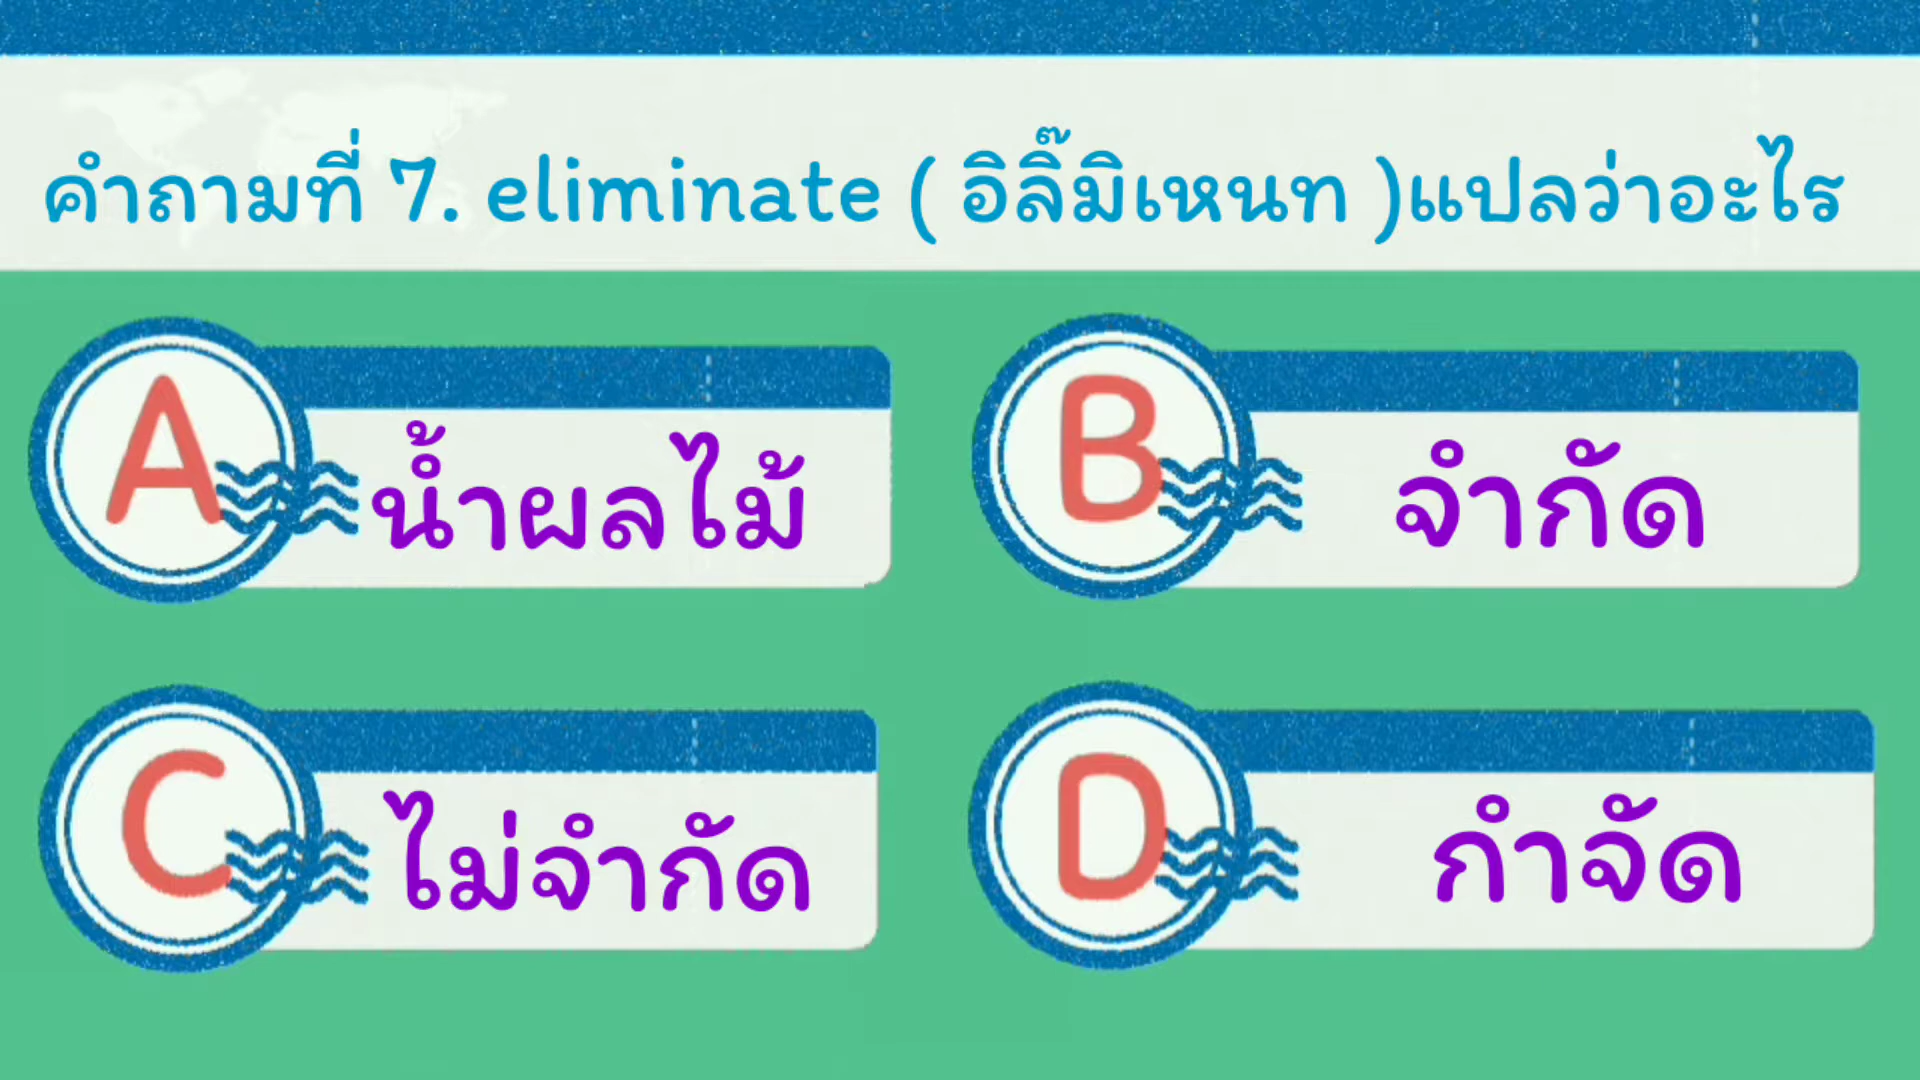 คำถามที่ 7. eliminate ( อิลิ๊มิเหนท )แปลว่าอะไร
A น้ำผลไม้
B จำกัด
C ไม่จำกัด
D กำจัด